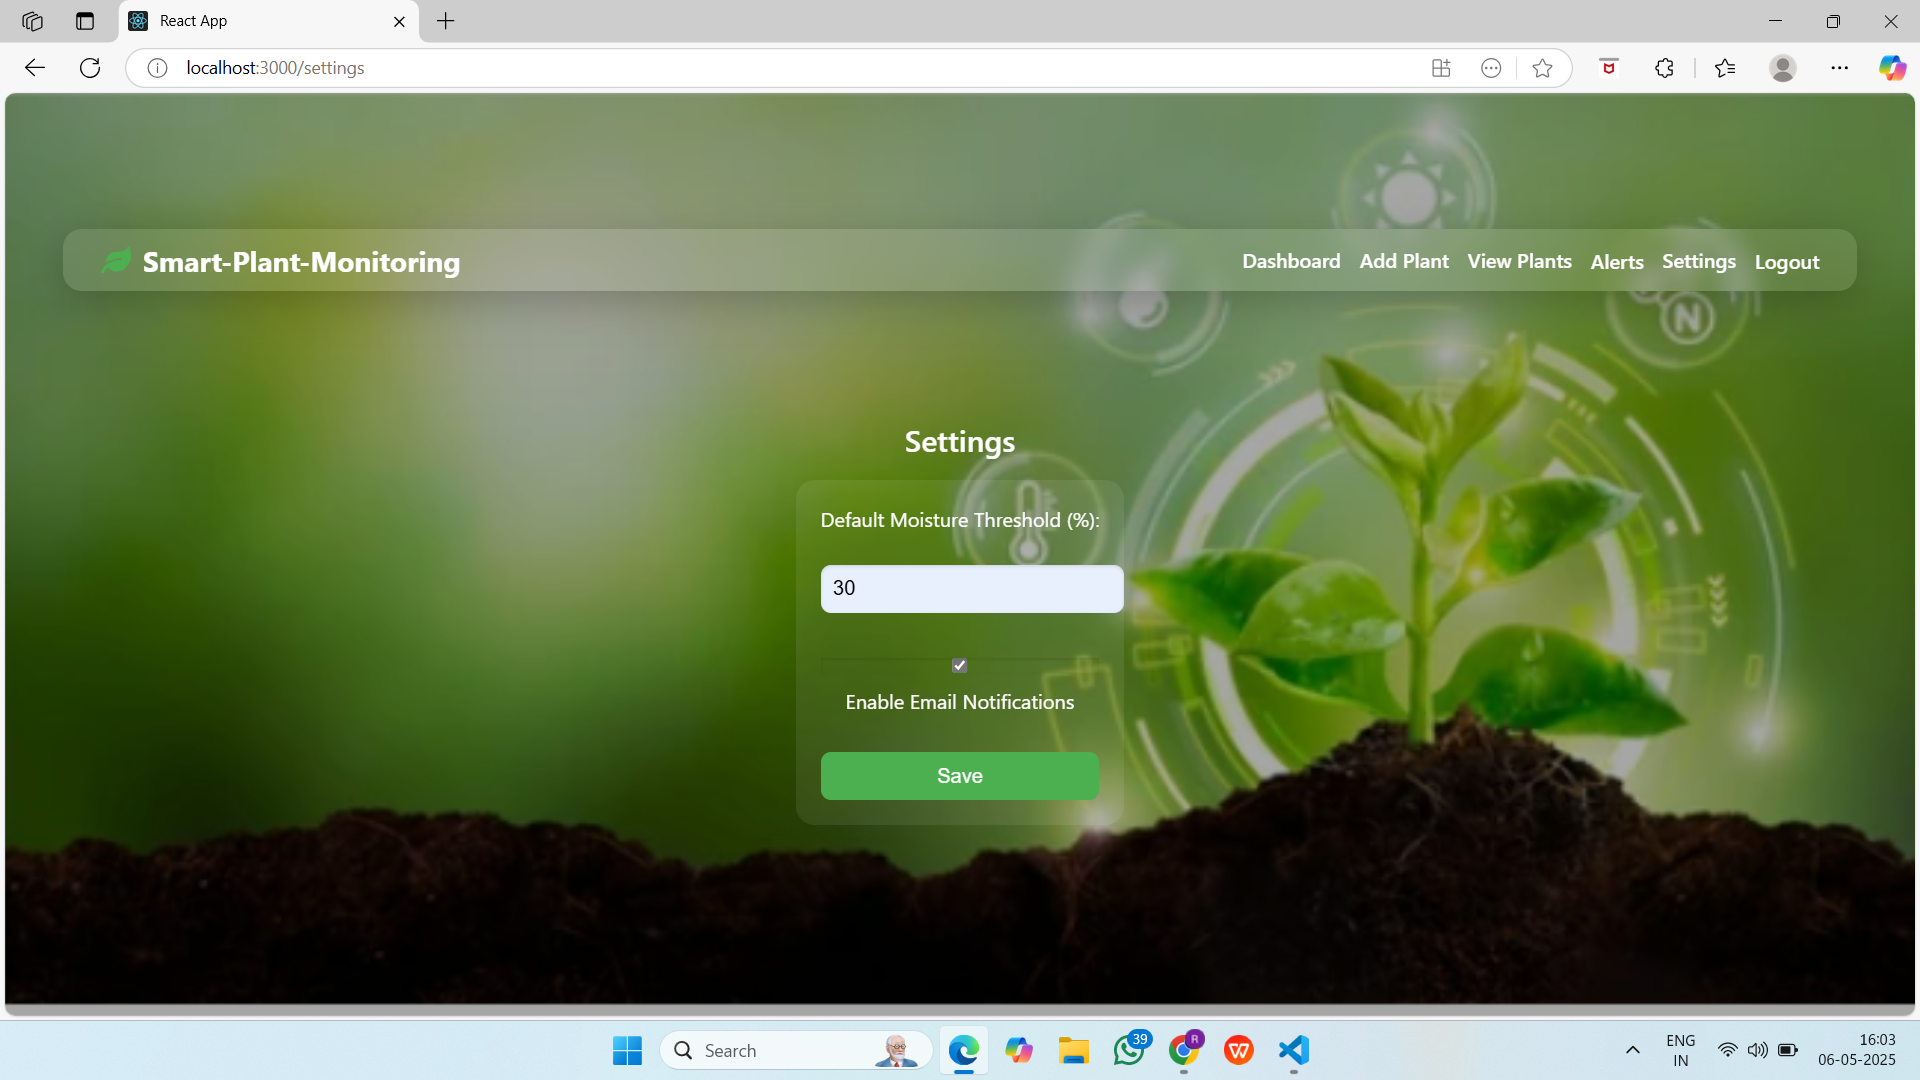 React App
localhost:3000/settings
Smart-Plant-Monitoring
Dashboard Add Plant View Plants Alerts Settings Logout
N
Settings
Default Moisture Threshold (%):
30
Enable Email Notifications
Save
Search
39
R
W
ENG
IN
16:03
06-05-2025